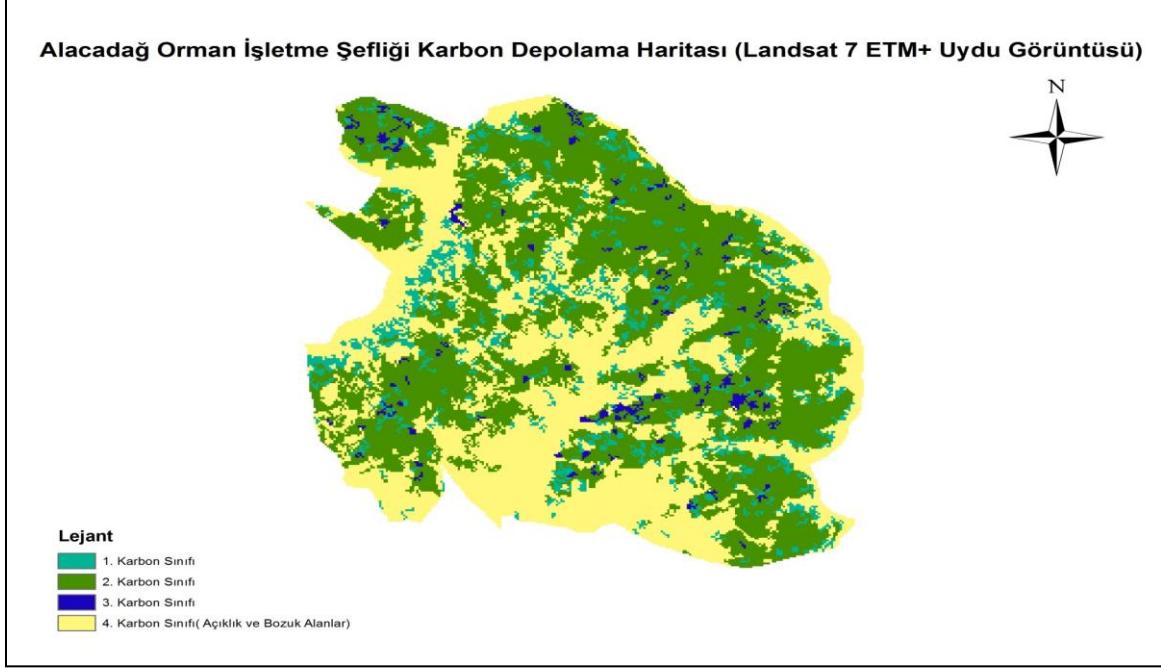 Alacadağ Orman İşletme Şefliği Karbon Depolama Haritası (Landsat 7 ETM+ Uydu Görüntüsü)
N
Lejant
1. Karbon Sınıfı
2. Karbon Sınıfı
3. Karbon Sınıfı
4. Karbon Sınıfı( Açıklık ve Bozuk Alanlar)